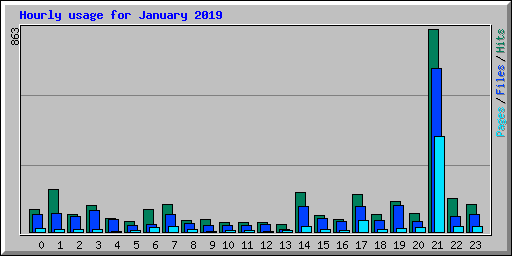 Hourly usage for January 2019
863
Pages/Files/Hits
0 1 2 3 4 5 6 7 8 9 10 11 12 13 14 15 16 17 18 19 20 21 22 23